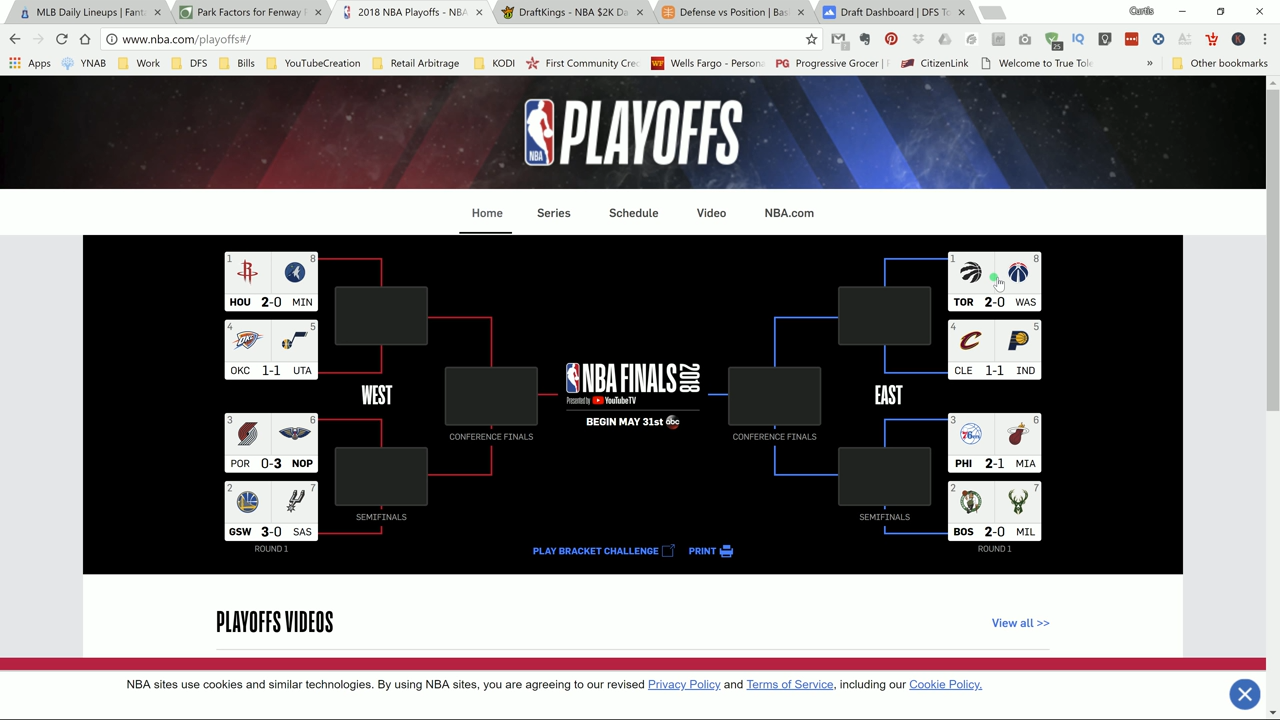 MLB Daily Lineups | Fant
Park Factors for Fenway
2018 NBA Playoffs - NBA
DraftKings - NBA $2K Da
Defense vs Position | Bas
Draft Dashboard | DFS To
Curtis
www.nba.com/playoffs#/
25
Apps
YNAB
Work
DFS
Bills
YouTubeCreation
Retail Arbitrage
KODI
First Community Cre
Wells Fargo - Persona
PG Progressive Grocer |
CitizenLink
Welcome to True Tol
»
Other bookmarks
NBA PLAYOFFS
Home
Series
Schedule
Video
NBA.com
1 8
HOU 2-0 MIN
4 5
OKC 1-1 UTA
3 6
POR 0-3 NOP
2 7
GSW 3-0 SAS
ROUND 1
WEST
SEMIFINALS
CONFERENCE FINALS
NBA FINALS 2018
Presented by YouTubeTV
BEGIN MAY 31st abc
CONFERENCE FINALS
EAST
SEMIFINALS
1 8
TOR 2-0 WAS
4 5
CLE 1-1 IND
3 6
PHI 2-1 MIA
2 7
BOS 2-0 MIL
ROUND 1
PLAY BRACKET CHALLENGE
PRINT
PLAYOFFS VIDEOS
View all >>
NBA sites use cookies and similar technologies. By using NBA sites, you are agreeing to our revised Privacy Policy and Terms of Service, including our Cookie Policy.